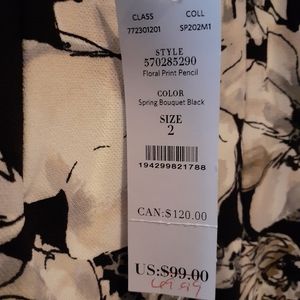 CLASS COLL
772301201 SP202M1
STYLE
570285290
Floral Print Pencil
COLOR
Spring Bouquet Black
SIZE
2
194299821788
CAN:$120.00
US:$99.00